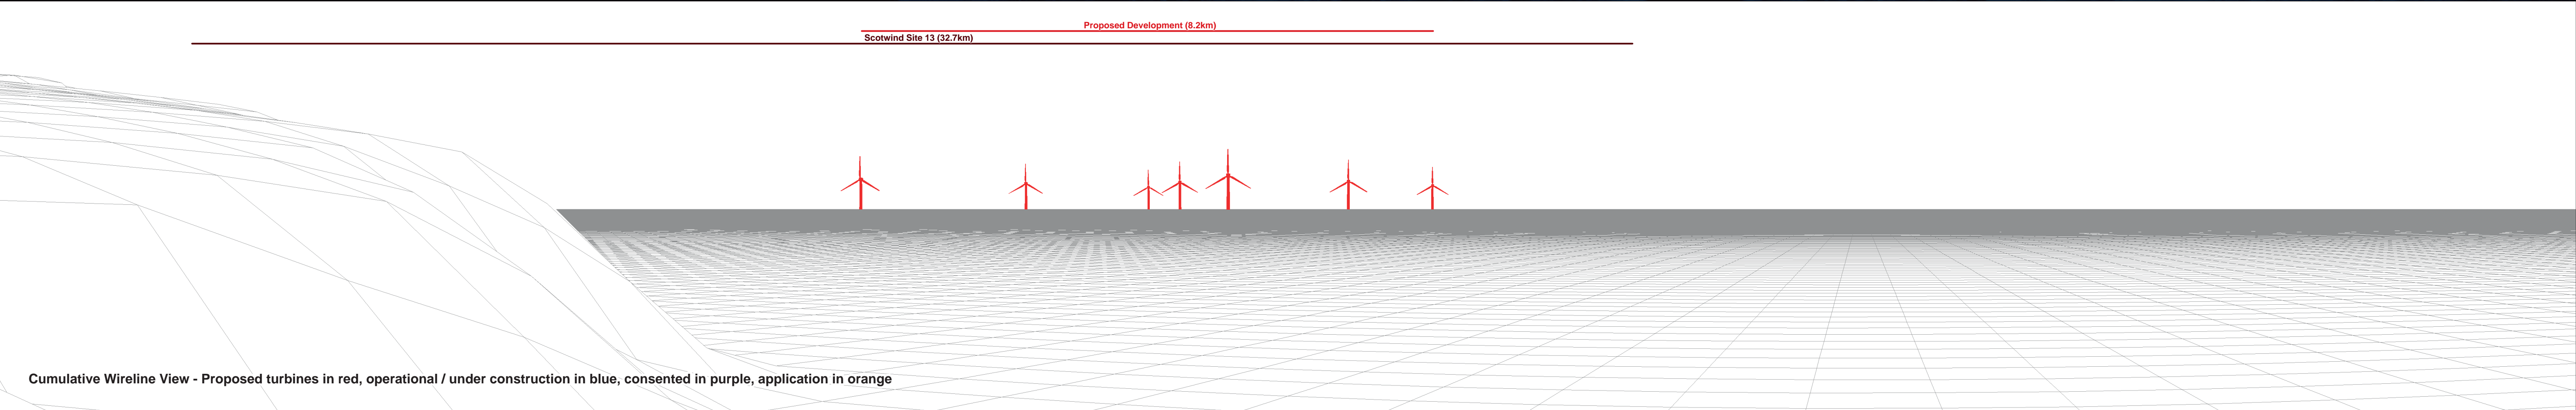 Proposed Development (8.2km)
Scotwind Site 13 (32.7km)
Cumulative Wireline View - Proposed turbines in red, operational / under construction in blue, consented in purple, application in orange